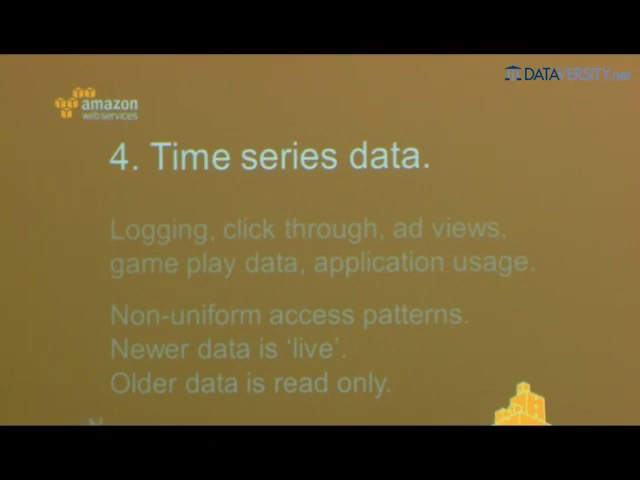 DATAVERSITY.net
amazon
webservices
4. Time series data.
Logging, click through, ad views,
game play data, application usage.
Non-uniform access patterns.
Newer data is ‘live’.
Older data is read only.